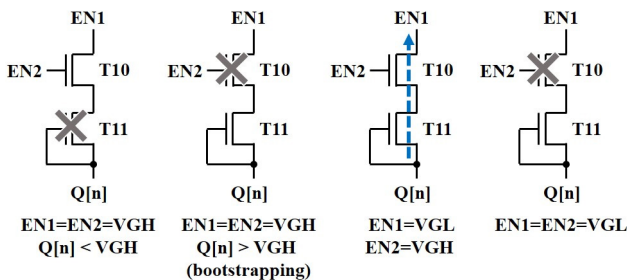 EN1
EN2
T10
T11
Q[n]
EN1=EN2=VGH
Q[n] < VGH
EN1
EN2
T10
T11
Q[n]
EN1=EN2=VGH
Q[n] > VGH
(bootstrapping)
EN1
EN2
T10
T11
Q[n]
EN1=VGL
EN2=VGH
EN1
EN2
T10
T11
Q[n]
EN1=EN2=VGL